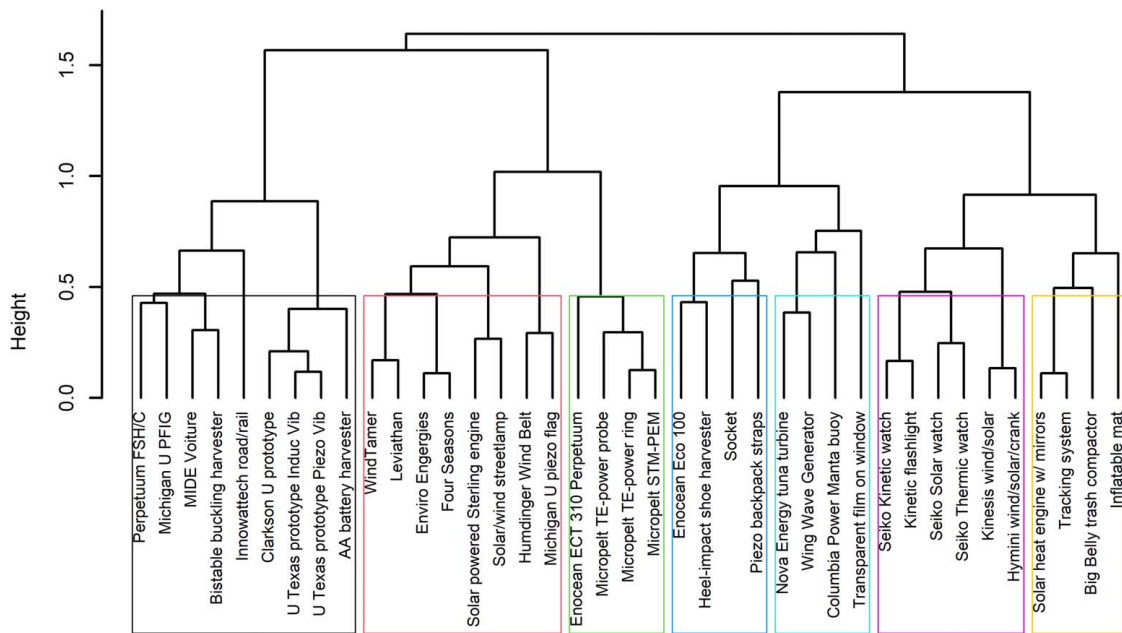 Height
1.5
1.0
0.5
0.0
Perpetuum FSH/C
Michigan U PFIG
MIDE Voiture
Bistable buckling harvester
Innowattech road/rail
Clarkson U prototype
U Texas prototype Induc Vib
U Texas prototype Piezo Vib
AA battery harvester
WindTamer
Leviathan
Enviro Engergies
Four Seasons
Solar powered Sterling engine
Solar/wind streetlamp
Humdinger Wind Belt
Michigan U piezo flag
Enocean ECT 310 Perpetuum
Micropelt TE-power probe
Micropelt TE-power ring
Micropelt STM-PEM
Enocean Eco 100
Heel-impact shoe harvester
Socket
Piezo backpack straps
Nova Energy tuna turbine
Wing Wave Generator
Columbia Power Manta buoy
Transparent film on window
Seiko Kinetic watch
Kinetic flashlight
Seiko Solar watch
Seiko Thermic watch
Kinesis wind/solar
Hymini wind/solar/crank
Solar heat engine w/ mirrors
Tracking system
Big Belly trash compactor
Inflatable mat